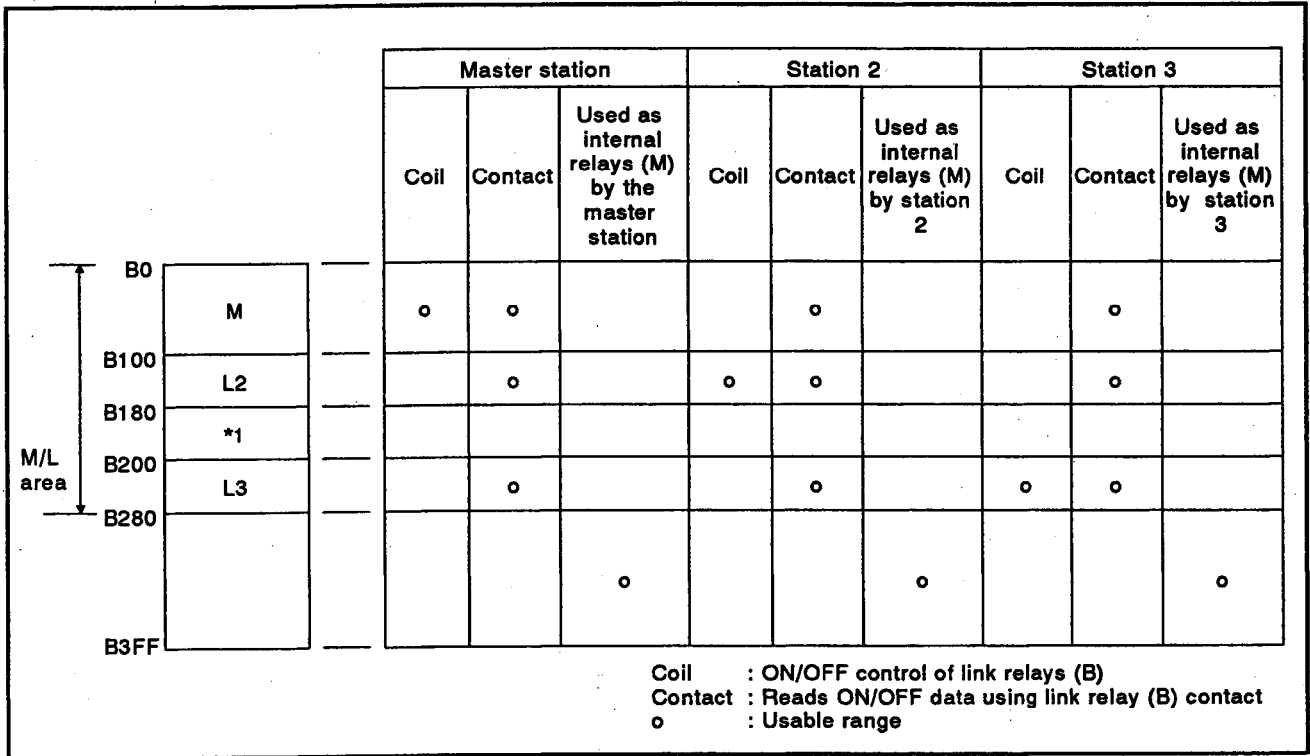 Master station Station 2 Station 3
Coil Contact Used as internal relays (M) by the master station Coil Contact Used as internal relays (M) by station 2 Coil Contact Used as internal relays (M) by station 3
B0
M o o o o
B100
L2 o o o o
B180
*1
B200
M/L area
L3 o o o o
B280
o o o
B3FF
Coil : ON/OFF control of link relays (B)
Contact : Reads ON/OFF data using link relay (B) contact
o : Usable range